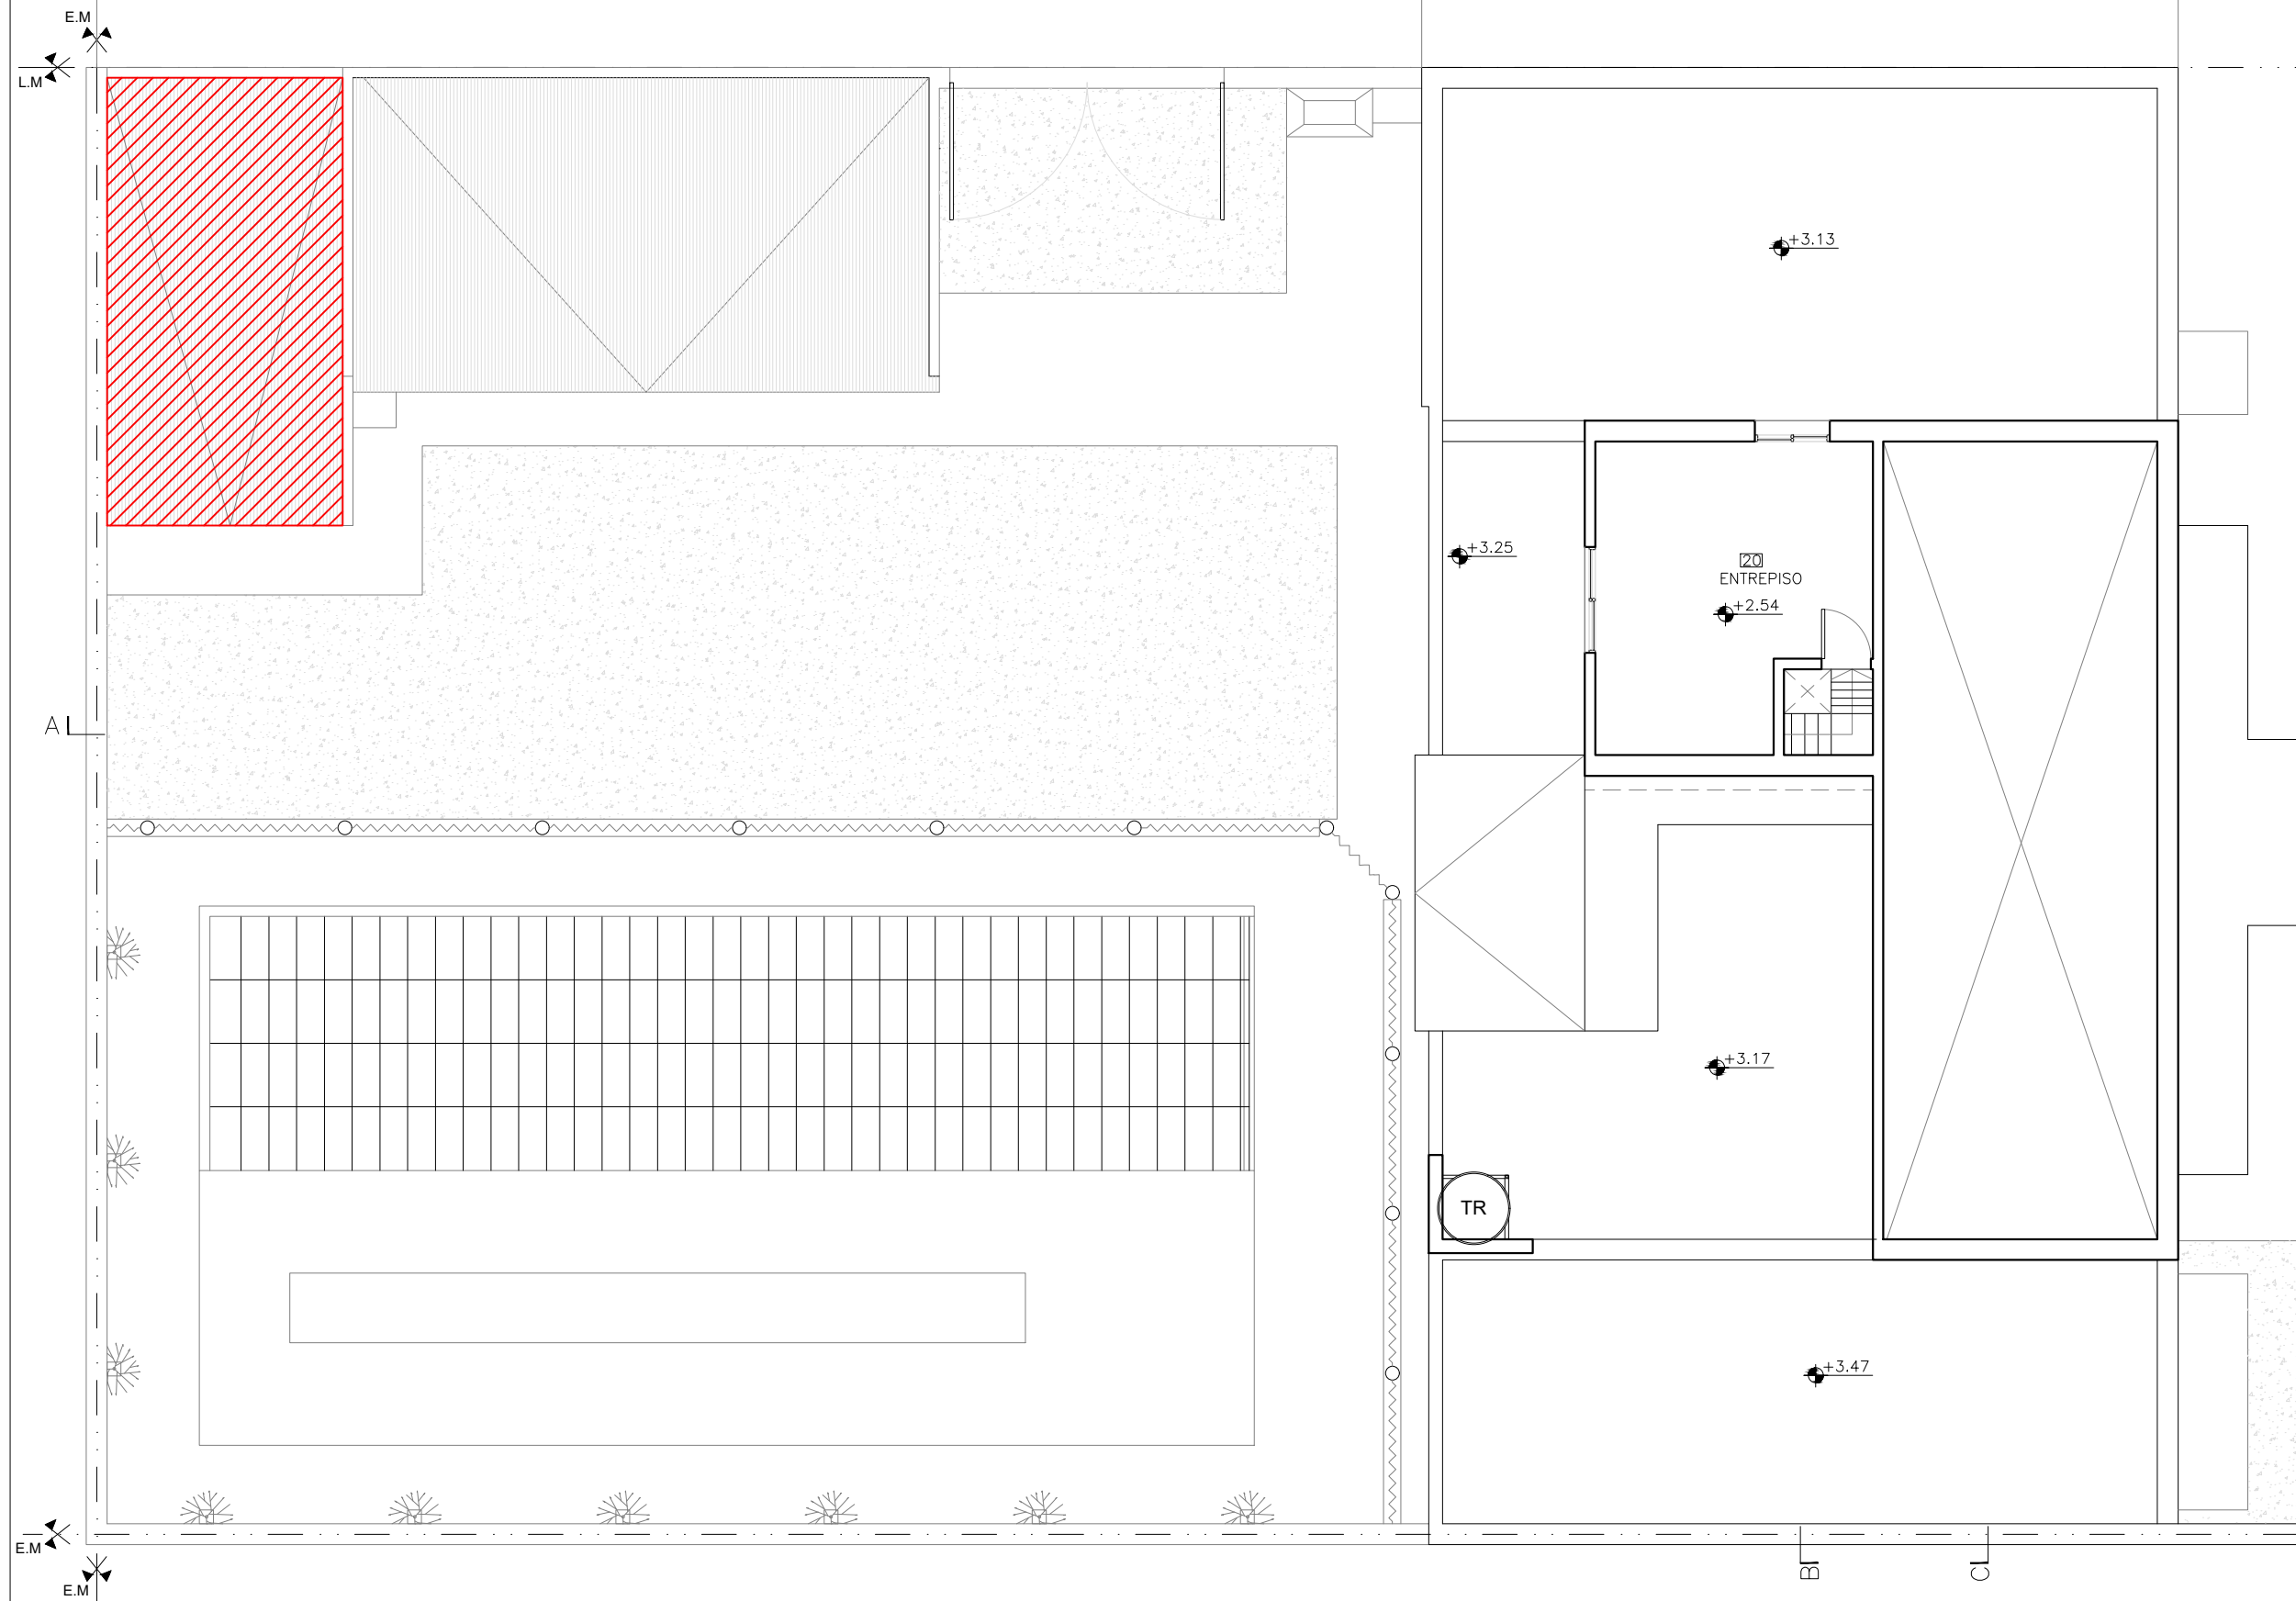 E.M
L.M
+3.13
+3.25
20
ENTREPISO
+2.54
A
+3.17
TR
+3.47
E.M
E.M
B
C